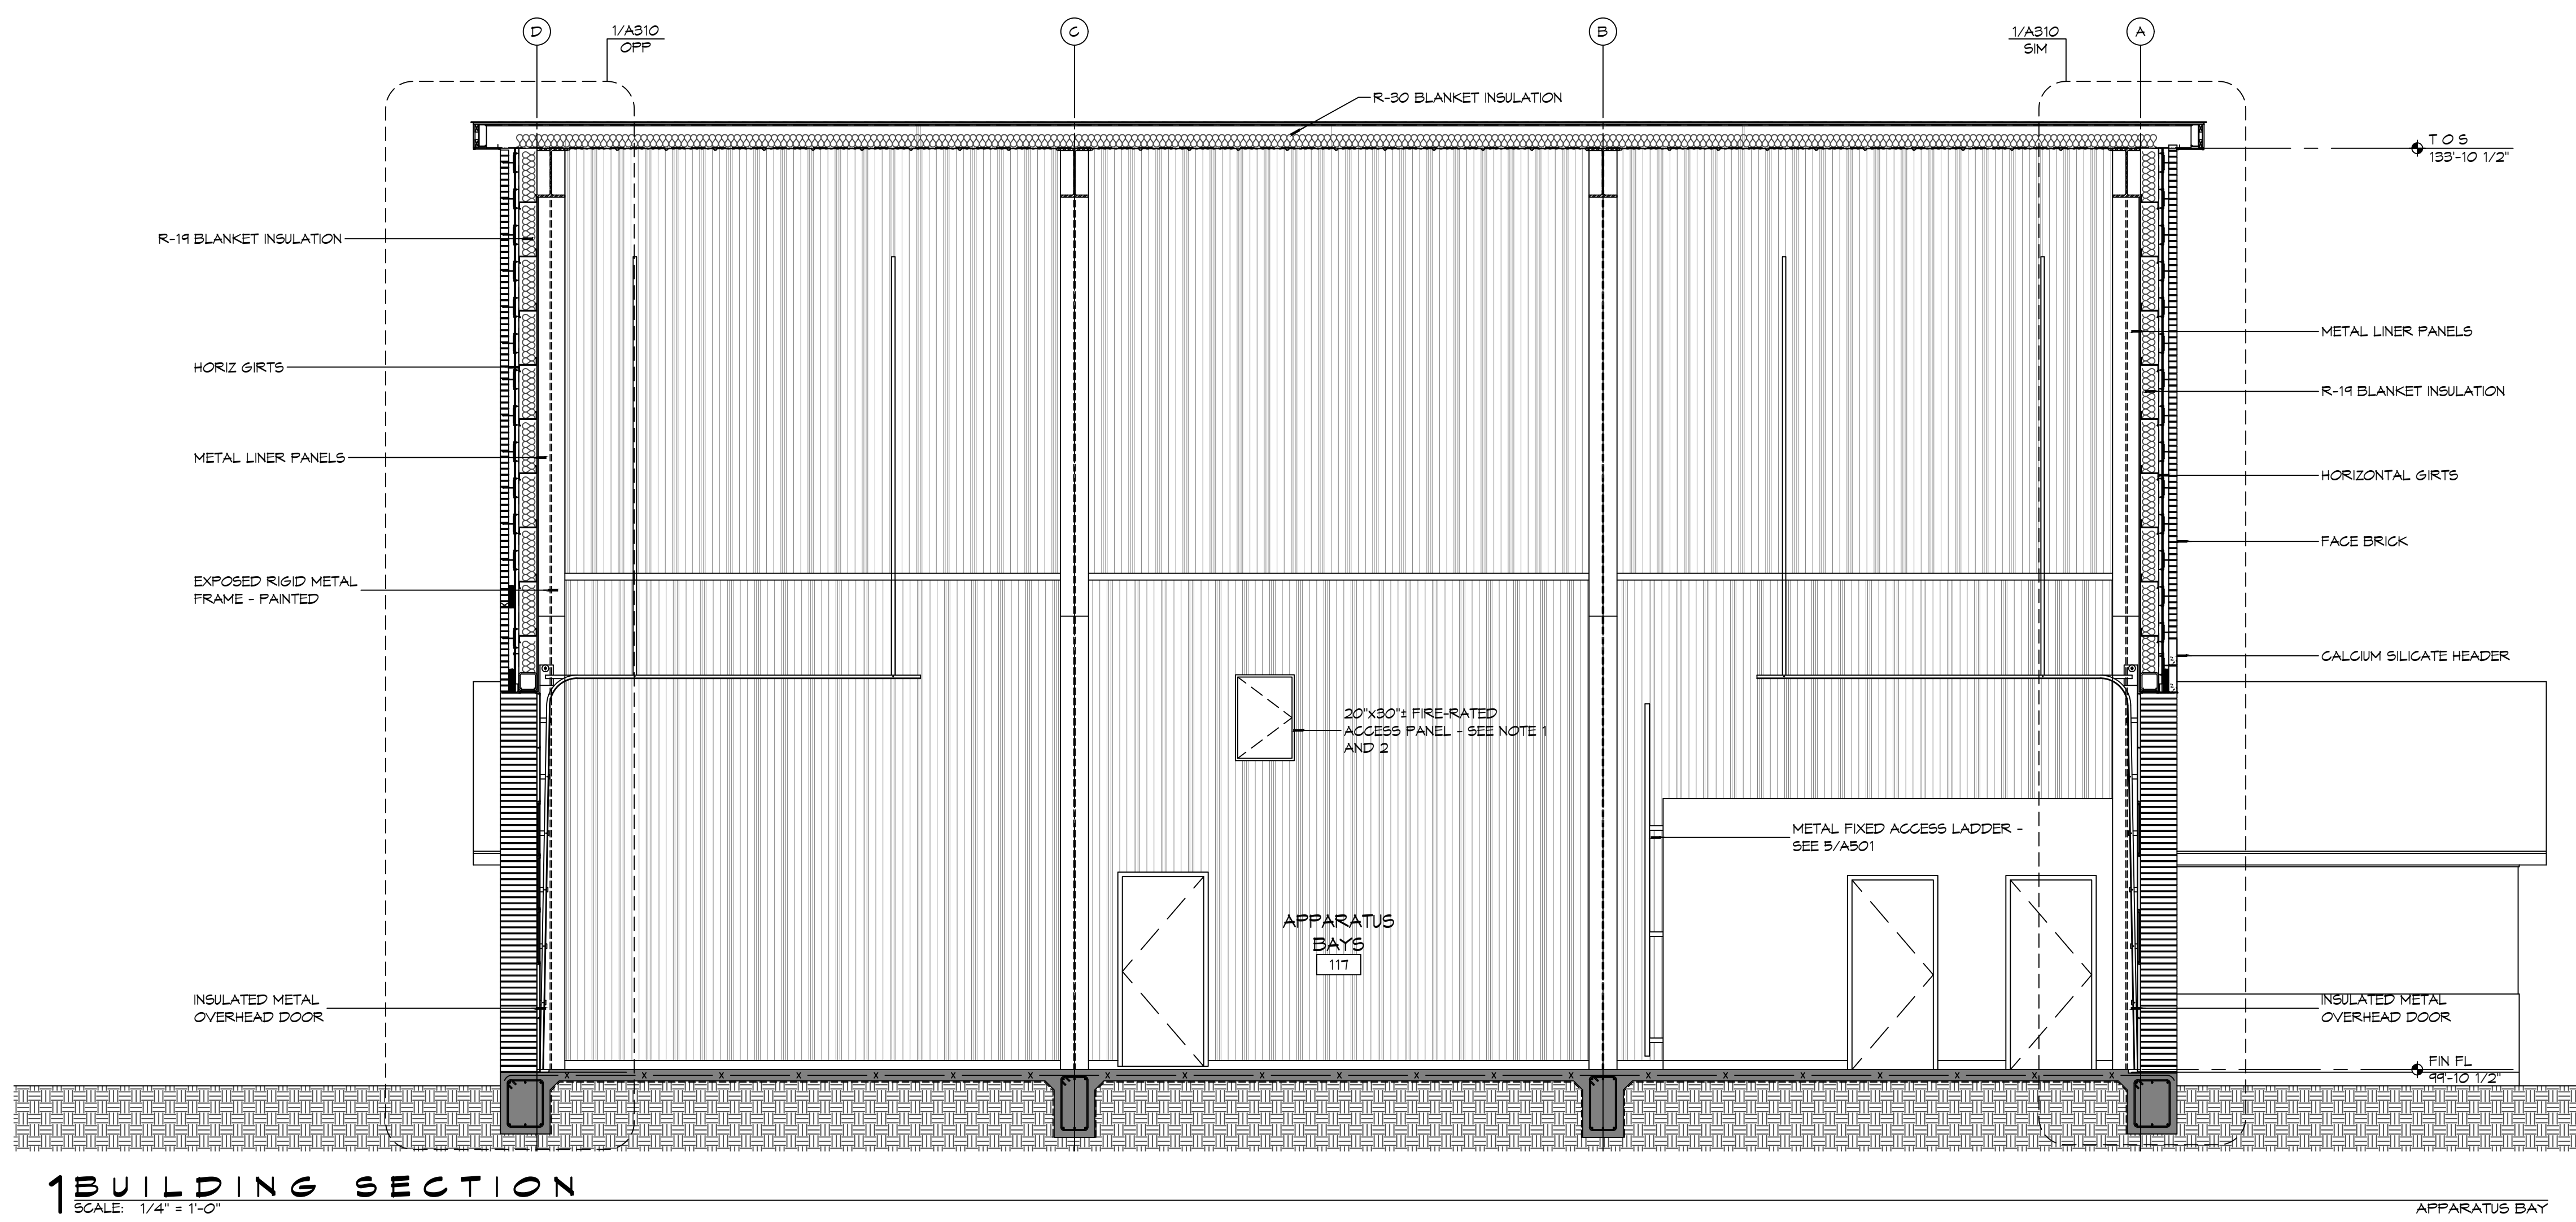 D
1/A310
OPP
C
B
1/A310
SIM
A
R-30 BLANKET INSULATION
T O S
133'-10 1/2"
R-19 BLANKET INSULATION
HORIZ GIRTS
METAL LINER PANELS
EXPOSED RIGID METAL
FRAME - PAINTED
INSULATED METAL
OVERHEAD DOOR
20"x30"± FIRE-RATED
ACCESS PANEL - SEE NOTE 1
AND 2
METAL FIXED ACCESS LADDER -
SEE 5/A501
APPARATUS
BAYS
117
METAL LINER PANELS
R-19 BLANKET INSULATION
HORIZONTAL GIRTS
FACE BRICK
CALCIUM SILICATE HEADER
INSULATED METAL
OVERHEAD DOOR
FIN FL
99'-10 1/2"
1 BUILDING SECTION
SCALE: 1/4" = 1'-0"
APPARATUS BAY